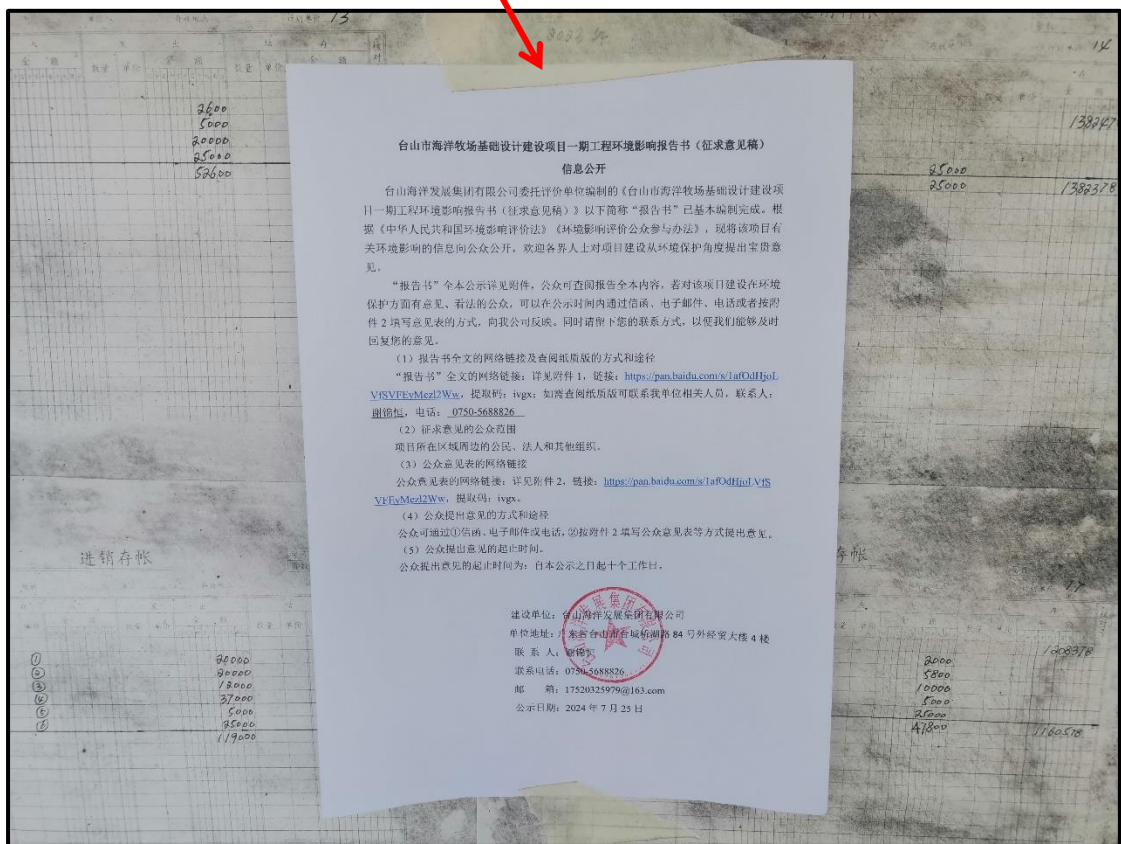 13
2022 年
14
2600
5000
20000
25000
52600
138247
25000
25000
1382378
台山市海洋牧场基础设计建设项目一期工程环境影响报告书（征求意见稿）
信息公开
台山海洋发展集团有限公司委托评价单位编制的《台山市海洋牧场基础设计建设项
目一期工程环境影响报告书（征求意见稿）》以下简称“报告书”已基本编制完成。根
据《中华人民共和国环境影响评价法》《环境影响评价公众参与办法》，现将该项目有
关环境影响的信息向公众公开，欢迎各界人士对项目建设从环境保护角度提出宝贵意
见。
“报告书”全本公示详见附件，公众可查阅报告全本内容，若对该项目建设在环境
保护方面有意见、看法的公众，可以在公示时间内通过信函、电子邮件、电话或者按附
件 2 填写意见表的方式，向我公司反映。同时请留下您的联系方式，以便我们能够及时
回复您的意见。
（1）报告书全文的网络链接及查阅纸质版的方式和途径
“报告书”全文的网络链接：详见附件 1，链接：https://pan.baidu.com/s/1afOdHjoL
VfSVFEvMezl2Ww，提取码：ivgx；如需查阅纸质版可联系我单位相关人员，联系人：
谢锦恒，电话：0750-5688826
（2）征求意见的公众范围
项目所在区域周边的公民、法人和其他组织。
（3）公众意见表的网络链接
公众意见表的网络链接：详见附件 2，链接：https://pan.baidu.com/s/1afOdHjoLVfS
VFEvMezl2Ww，提取码：ivgx。
（4）公众提出意见的方式和途径
公众可通过①信函、电子邮件或电话，②按附件 2 填写公众意见表等方式提出意见。
（5）公众提出意见的起止时间。
公众提出意见的起止时间为：自本公示之日起十个工作日。
建设单位：台山海洋发展集团有限公司
单位地址：广东省台山市台城桥湖路 84 号外经贸大楼 4 楼
联 系 人：谢锦恒
联系电话：0750-5688826
邮 箱：17520325979@163.com
公示日期：2024 年 7 月 25 日
进销存帐
① 20000
② 20000
③ 12000
④ 37000
⑤ 5000
⑥ 25000
119000
1208378
2000
5800
10000
5000
25000
47800
1160578